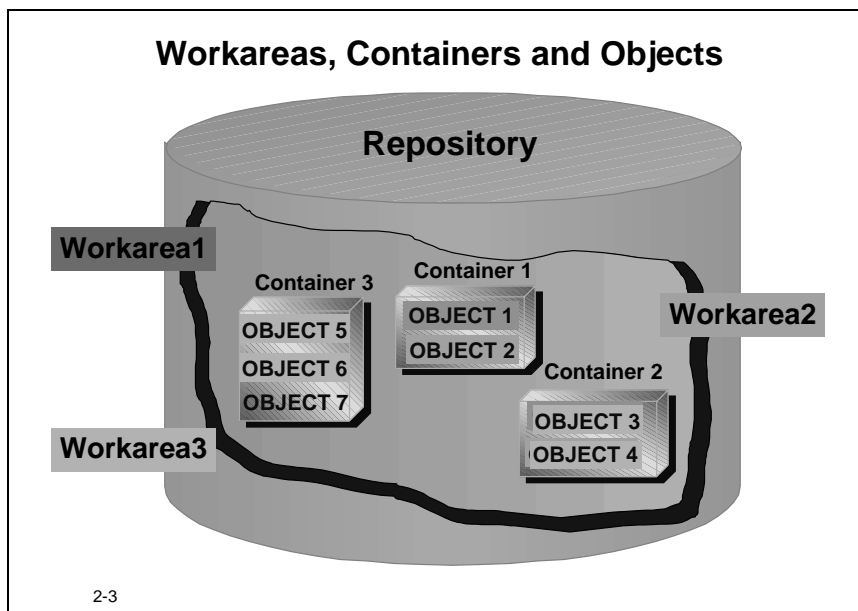 Workareas, Containers and Objects
Repository
Workarea1
Container 3
OBJECT 5
OBJECT 6
OBJECT 7
Container 1
OBJECT 1
OBJECT 2
Workarea2
Container 2
OBJECT 3
OBJECT 4
Workarea3
2-3